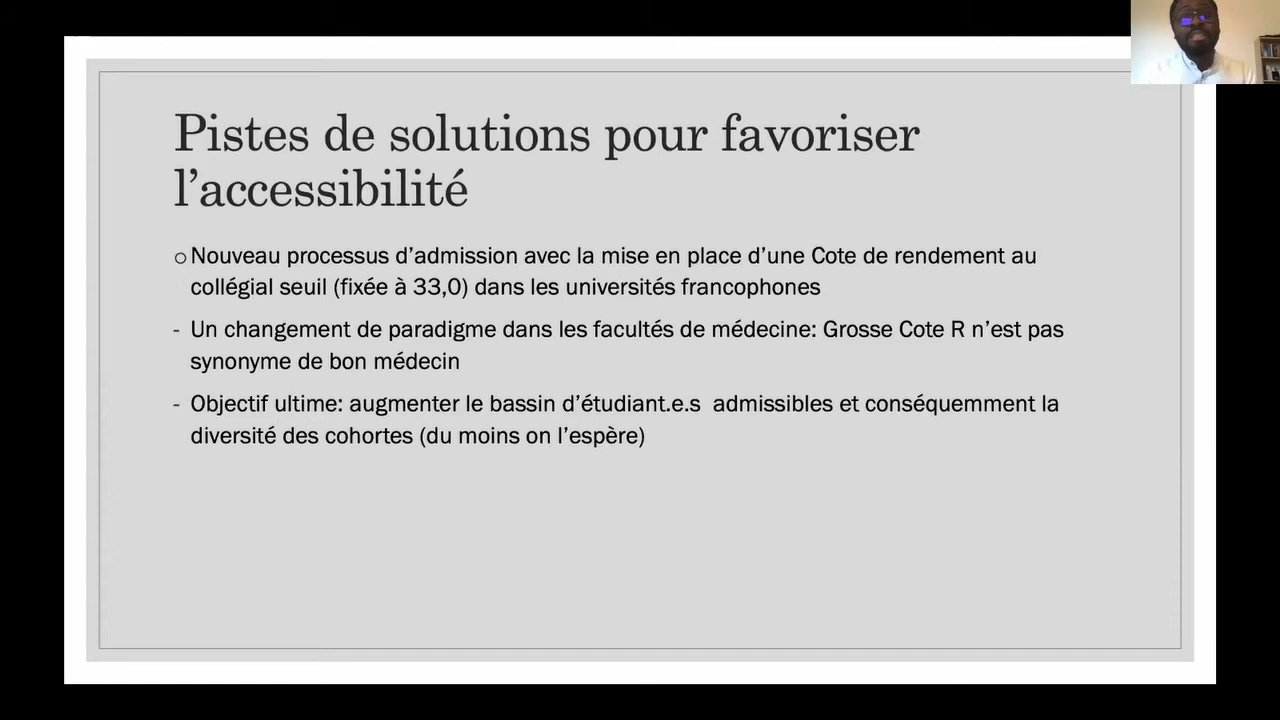 Pistes de solutions pour favoriser
l’accessibilité
o Nouveau processus d’admission avec la mise en place d’une Cote de rendement au
collégial seuil (fixée à 33,0) dans les universités francophones
- Un changement de paradigme dans les facultés de médecine: Grosse Cote R n’est pas
synonyme de bon médecin
- Objectif ultime: augmenter le bassin d’étudiant.e.s  admissibles et conséquemment la
diversité des cohortes (du moins on l’espère)